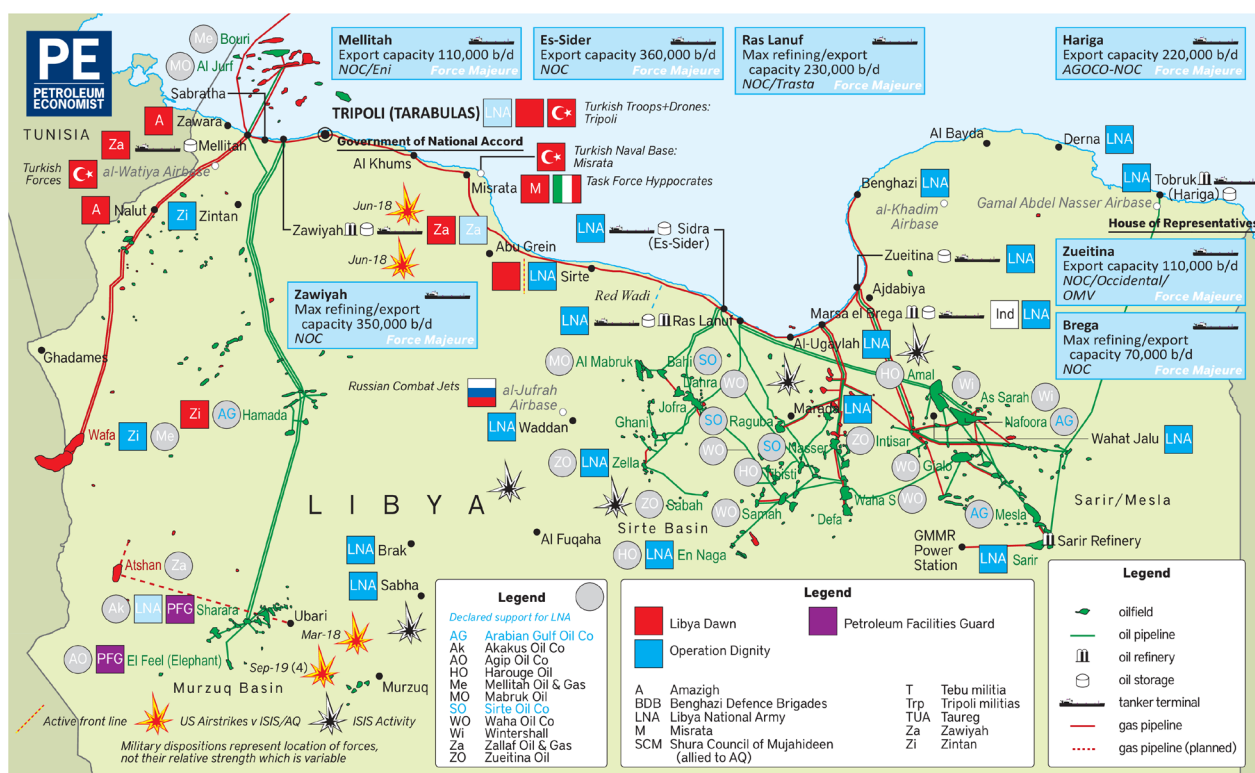 PE
PETROLEUM
ECONOMIST
Me Bouri
MO Al Jurf
Sabratha
Mellitah
Export capacity 110,000 b/d
NOC/Eni Force Majeure
Es-Sider
Export capacity 360,000 b/d
NOC Force Majeure
Ras Lanuf
Max refining/export
capacity 230,000 b/d
NOC/Trasta Force Majeure
Hariga
Export capacity 220,000 b/d
AGOCO-NOC Force Majeure
TRIPOLI (TARABULAS) LNA
Turkish Troops+Drones:
Tripoli
Government of National Accord
A Zawara
TUNISIA
Za Mellitah
Turkish
Forces
al-Watiya Airbase
A Nalut
Zi Zintan
Al Khums
Turkish Naval Base:
Misrata
Misrata
M Task Force Hyppocrates
Jun-18
Zawiyah Za Za
Jun-18
Abu Grein
LNA Sirte
LNA Sidra
(Es-Sider)
Al Bayda
Derna LNA
Benghazi LNA
al-Khadim
Airbase
LNA Tobruk
(Hariga)
Gamal Abdel Nasser Airbase
House of Representatives
Zueitina LNA
Ajdabiya
Zueitina
Export capacity 110,000 b/d
NOC/Occidental/
OMV Force Majeure
Zawiyah
Max refining/export
capacity 350,000 b/d
NOC Force Majeure
Red Wadi
LNA Ras Lanuf
Marsa el Brega Ind LNA
Al-Ugaylah LNA
Brega
Max refining/export
capacity 70,000 b/d
NOC Force Majeure
Ghadames
MO Al Mabruk
Bahi SO
Dahra WO
HO Amal
Wi
As Sarah Wi
Russian Combat Jets
al-Jufrah
Airbase
Jofra
Zi AG Hamada
LNA Waddan
Ghani
SO Raguba
Marada LNA
Nafoora AG
Wafa Zi Me
WO
SO Nasser
ZO Intisar
Wahat Jalu LNA
ZO LNA Zella
HO Tibisti
WO Gialo
LIBYA
ZO Sabah
WO Samah
Waha S WO
Sarir/Mesla
Sirte Basin
Defa
AG Mesla
Al Fuqaha
LNA Brak
HO LNA En Naga
GMMR
Power
Station
LNA Sarir
Sarir Refinery
Atshan Za
LNA Sabha
Ak LNA PFG Sharara
Ubari
Mar-18
AO PFG El Feel (Elephant)
Sep-19 (4)
Murzuq Basin
Murzuq
Active front line
US Airstrikes v ISIS/AQ
ISIS Activity
Military dispositions represent location of forces,
not their relative strength which is variable
Legend
Declared support for LNA
AG Arabian Gulf Oil Co
Ak Akakus Oil Co
AO Agip Oil Co
HO Harouge Oil
Me Mellitah Oil & Gas
MO Mabruk Oil
SO Sirte Oil Co
WO Waha Oil Co
Wi Wintershall
Za Zallaf Oil & Gas
ZO Zueitina Oil
Legend
Libya Dawn
Petroleum Facilities Guard
Operation Dignity
A Amazigh
BDB Benghazi Defence Brigades
LNA Libya National Army
M Misrata
SCM Shura Council of Mujahideen
(allied to AQ)
T Tebu militia
Trp Tripoli militias
TUA Taureg
Za Zawiyah
Zi Zintan
Legend
oilfield
oil pipeline
oil refinery
oil storage
tanker terminal
gas pipeline
gas pipeline (planned)